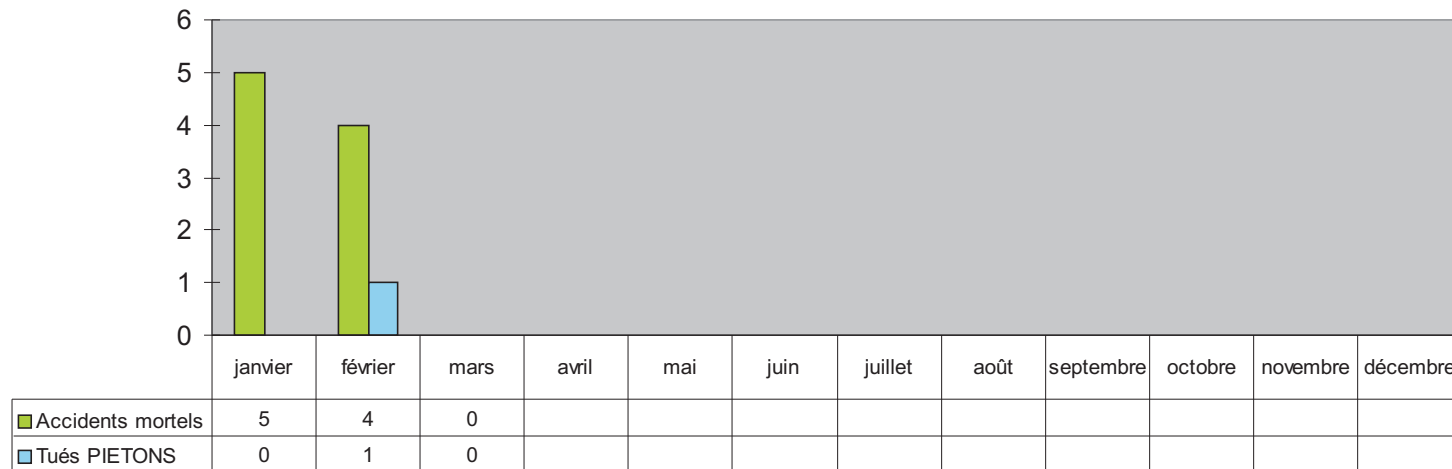 6
5
4
3
2
1
0
janvier février mars avril mai juin juillet août septembre octobre novembre décembre
Accidents mortels 5 4 0
Tués PIETONS 0 1 0